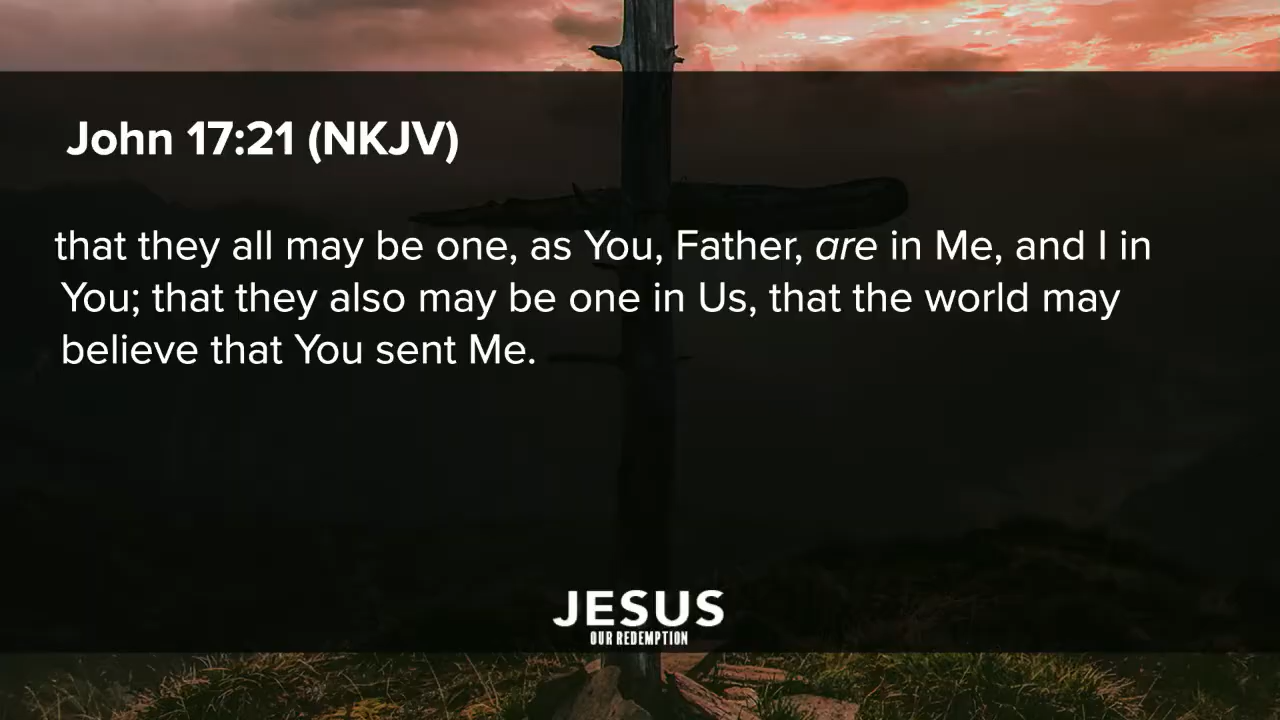 John 17:21 (NKJV)
that they all may be one, as You, Father, are in Me, and I in
You; that they also may be one in Us, that the world may
believe that You sent Me.
JESUS
OUR REDEMPTION